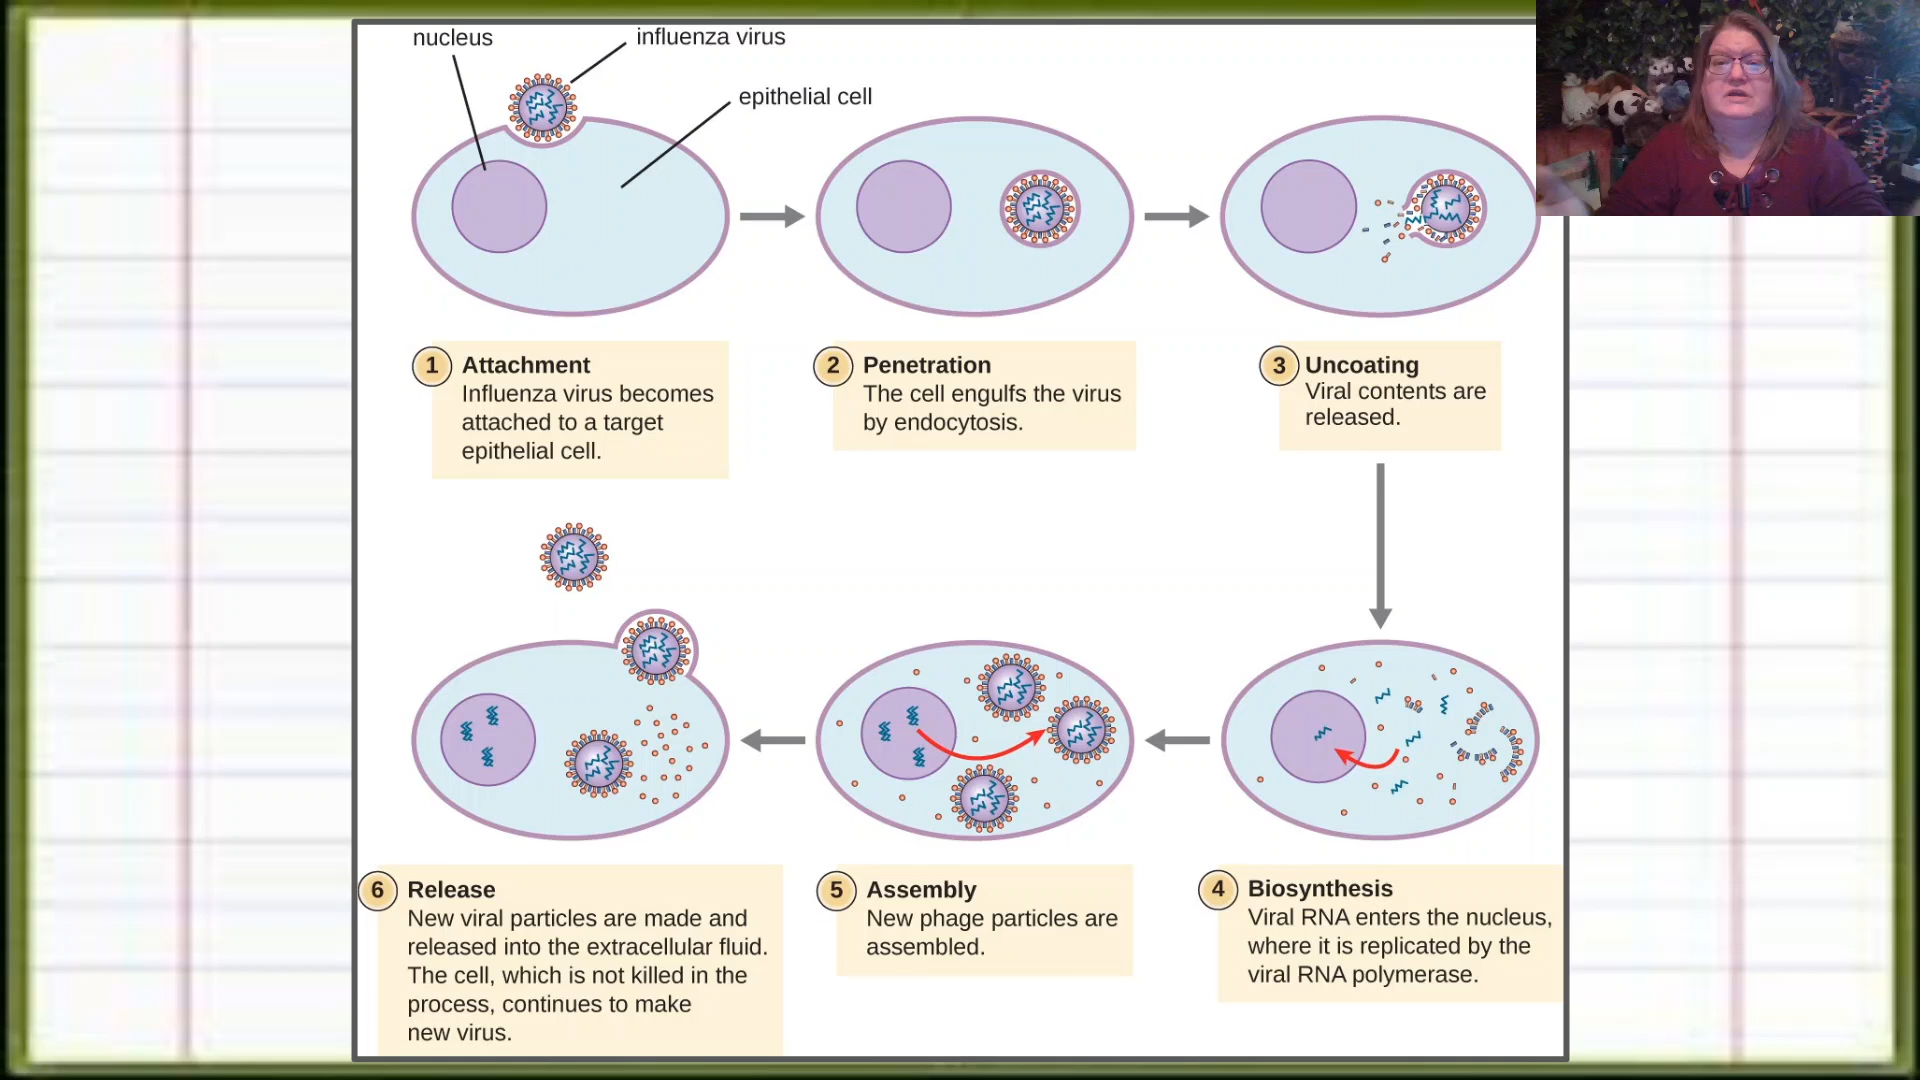 nucleus
influenza virus
epithelial cell
1 Attachment
Influenza virus becomes
attached to a target
epithelial cell.
2 Penetration
The cell engulfs the virus
by endocytosis.
3 Uncoating
Viral contents are
released.
6 Release
New viral particles are made and
released into the extracellular fluid.
The cell, which is not killed in the
process, continues to make
new virus.
5 Assembly
New phage particles are
assembled.
4 Biosynthesis
Viral RNA enters the nucleus,
where it is replicated by the
viral RNA polymerase.